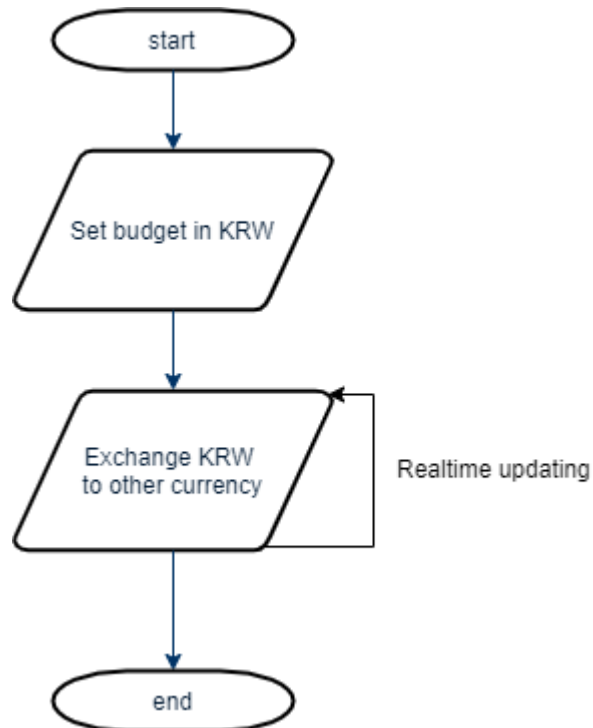 start
Set budget in KRW
Exchange KRW
to other currency
Realtime updating
end